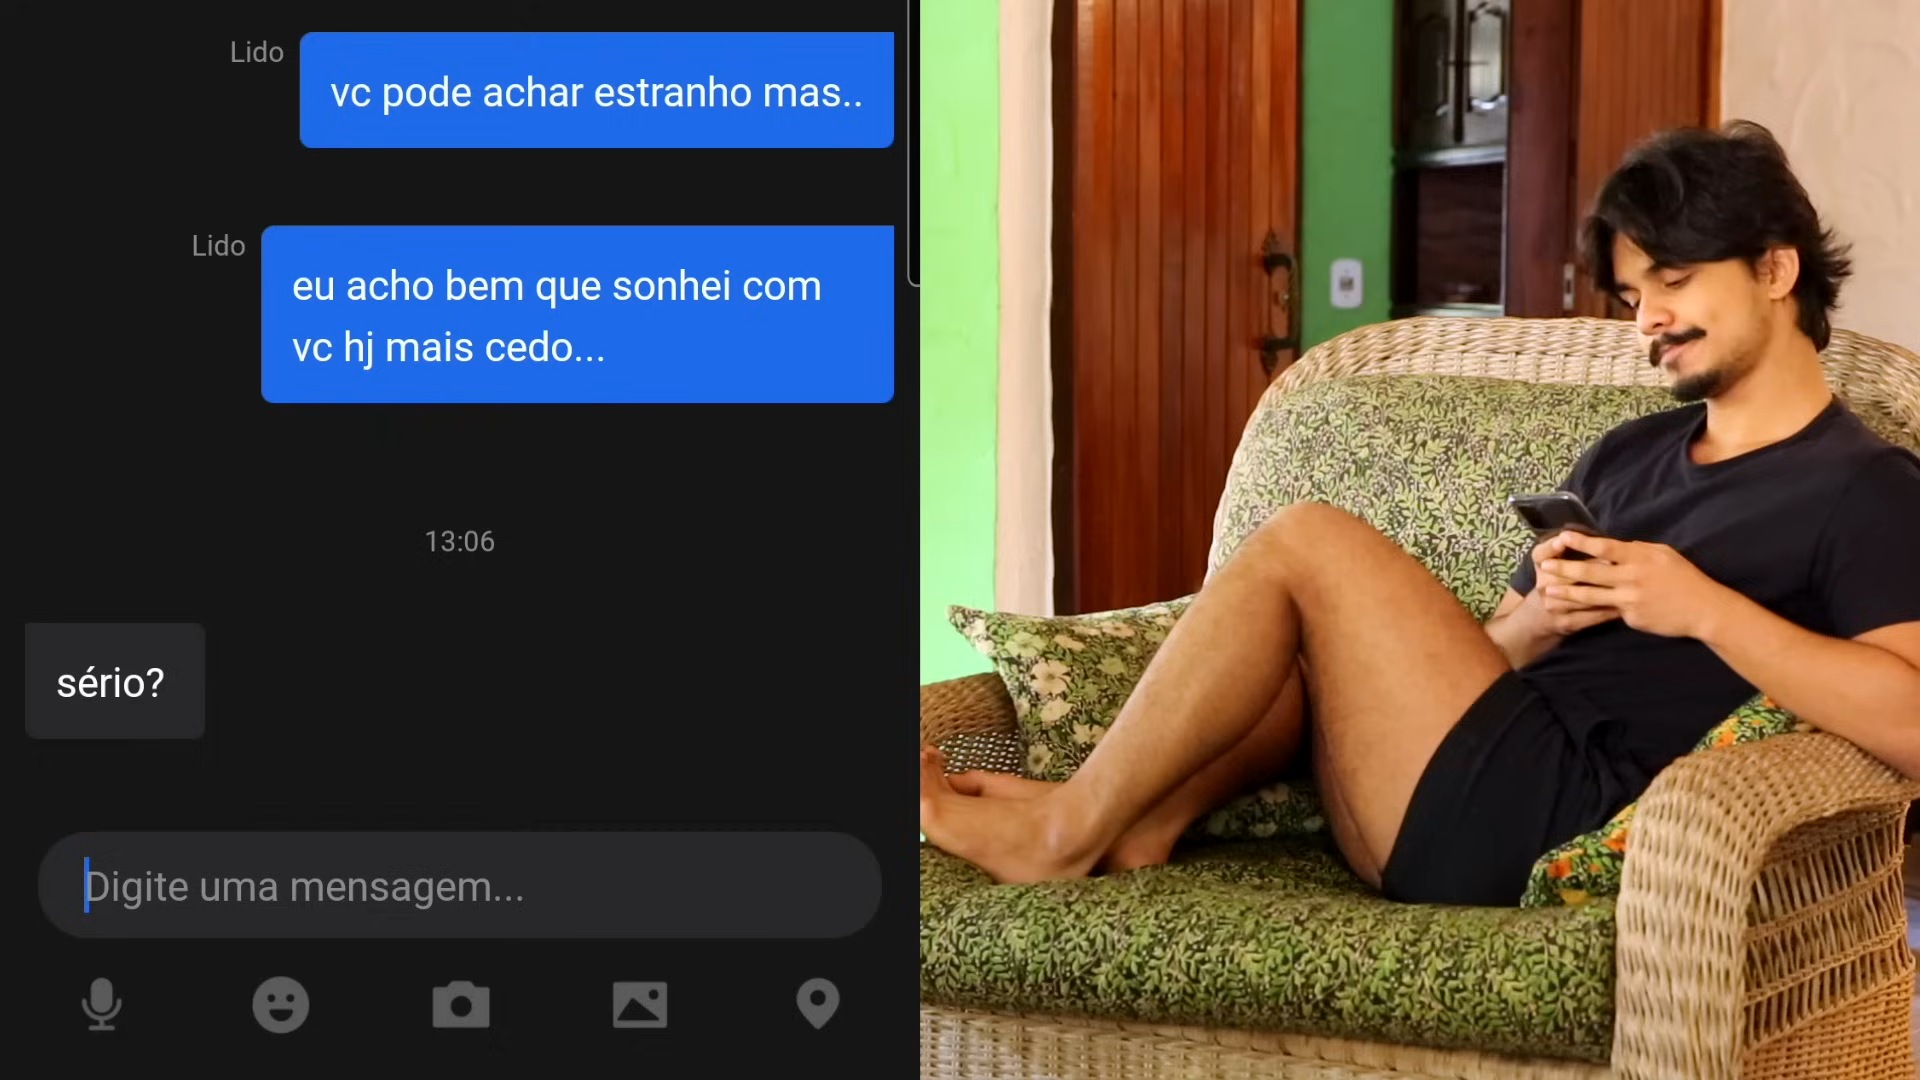 Lido
vc pode achar estranho mas..
Lido
eu acho bem que sonhei com
vc hj mais cedo...
13:06
sério?
Digite uma mensagem...